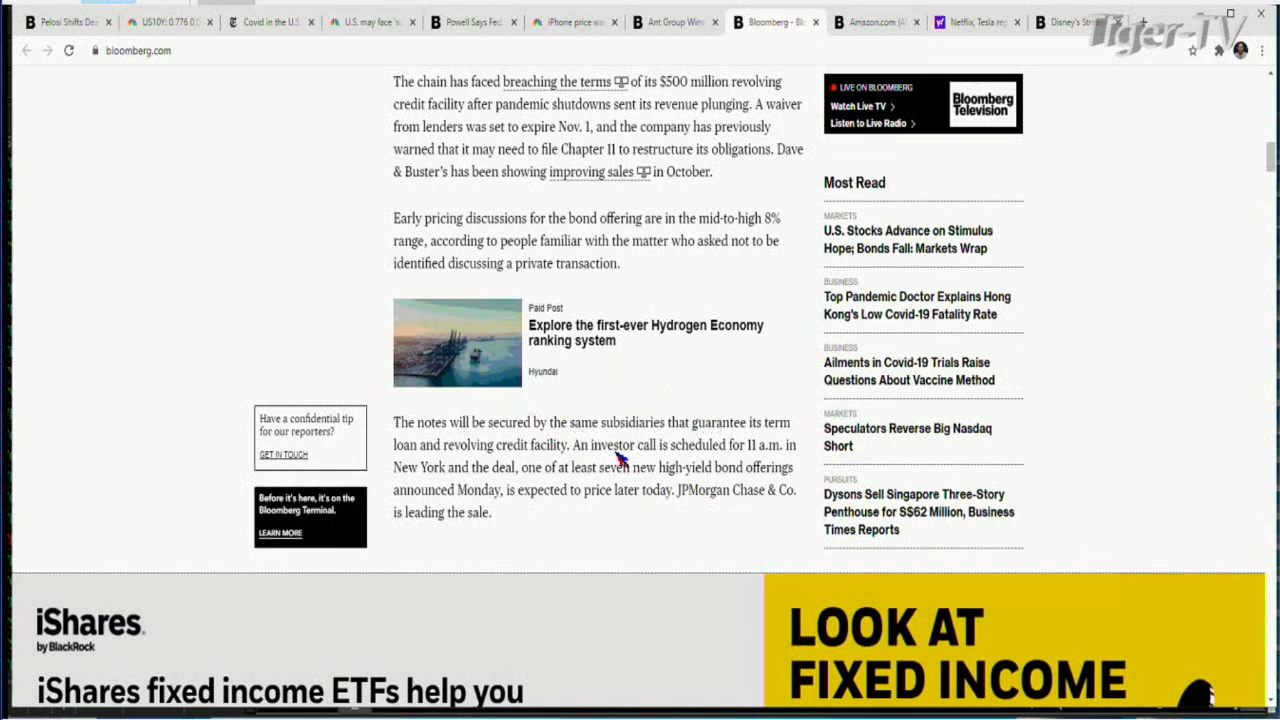 Pelosi Shifts Dea
US10Y: 0.776 0.0
Covid in the U.S
U.S. may face 's
Powell Says Fed
iPhone price wa
Ant Group Wins
Bloomberg - Blo
Amazon.com (A
Netflix, Tesla rep
Disney's Str
Tiger-TV
bloomberg.com
The chain has faced breaching the terms of its $500 million revolving
credit facility after pandemic shutdowns sent its revenue plunging. A waiver
from lenders was set to expire Nov. 1, and the company has previously
warned that it may need to file Chapter 11 to restructure its obligations. Dave
& Buster's has been showing improving sales in October.
Early pricing discussions for the bond offering are in the mid-to-high 8%
range, according to people familiar with the matter who asked not to be
identified discussing a private transaction.
Paid Post
Explore the first-ever Hydrogen Economy
ranking system
Hyundai
Have a confidential tip
for our reporters?
GET IN TOUCH
Before it's here, it's on the
Bloomberg Terminal.
LEARN MORE
The notes will be secured by the same subsidiaries that guarantee its term
loan and revolving credit facility. An investor call is scheduled for 11 a.m. in
New York and the deal, one of at least seven new high-yield bond offerings
announced Monday, is expected to price later today. JPMorgan Chase & Co.
is leading the sale.
LIVE ON BLOOMBERG
Watch Live TV >
Listen to Live Radio >
Bloomberg
Television
Most Read
MARKETS
U.S. Stocks Advance on Stimulus
Hope; Bonds Fall: Markets Wrap
BUSINESS
Top Pandemic Doctor Explains Hong
Kong's Low Covid-19 Fatality Rate
BUSINESS
Ailments in Covid-19 Trials Raise
Questions About Vaccine Method
MARKETS
Speculators Reverse Big Nasdaq
Short
PURSUITS
Dysons Sell Singapore Three-Story
Penthouse for S$62 Million, Business
Times Reports
iShares
by BlackRock
iShares fixed income ETFs help you
LOOK AT
FIXED INCOME